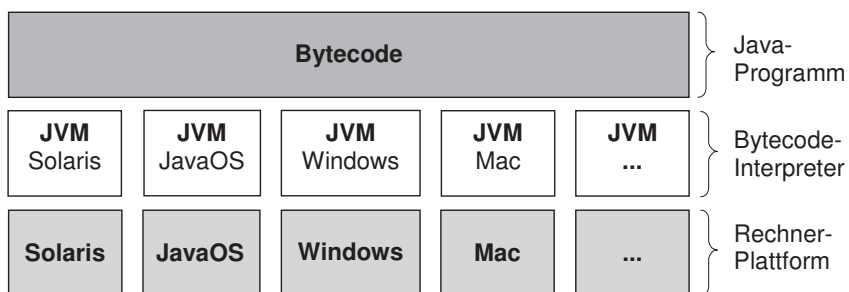 Bytecode
Java-
Programm
JVM
Solaris
JVM
JavaOS
JVM
Windows
JVM
Mac
JVM
...
Bytecode-
Interpreter
Solaris
JavaOS
Windows
Mac
...
Rechner-
Plattform